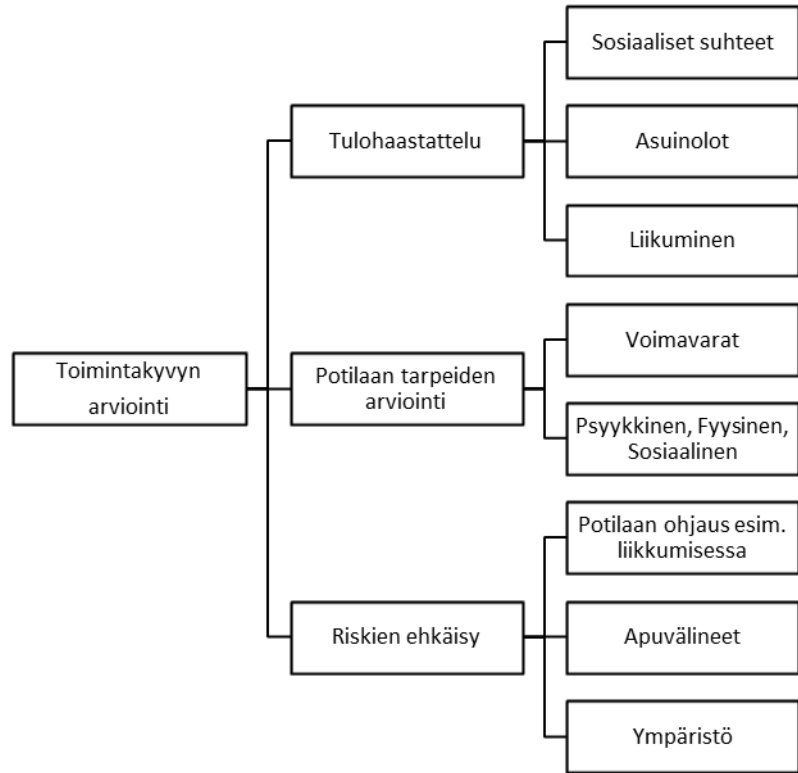 Toimintakyvyn
arviointi
Tulohaastattelu
Sosiaaliset suhteet
Asuinolot
Liikuminen
Potilaan tarpeiden
arviointi
Voimavarat
Psyykkinen, Fyysinen,
Sosiaalinen
Riskien ehkäisy
Potilaan ohjaus esim.
liikkumisessa
Apuvälineet
Ympäristö